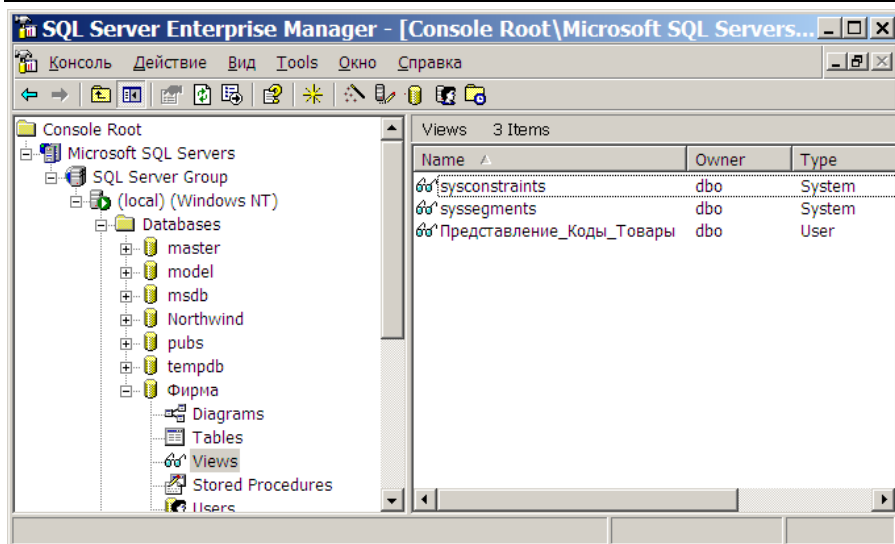 SQL Server Enterprise Manager - [Console Root\Microsoft SQL Servers...
Консоль Действие Вид Tools Окно Справка
Console Root
Microsoft SQL Servers
SQL Server Group
(local) (Windows NT)
Databases
master
model
msdb
Northwind
pubs
tempdb
Фирма
Diagrams
Tables
Views
Stored Procedures
Users
Views 3 Items
Name Owner Type
sysconstraints dbo System
syssegments dbo System
Представление_Коды_Товары dbo User